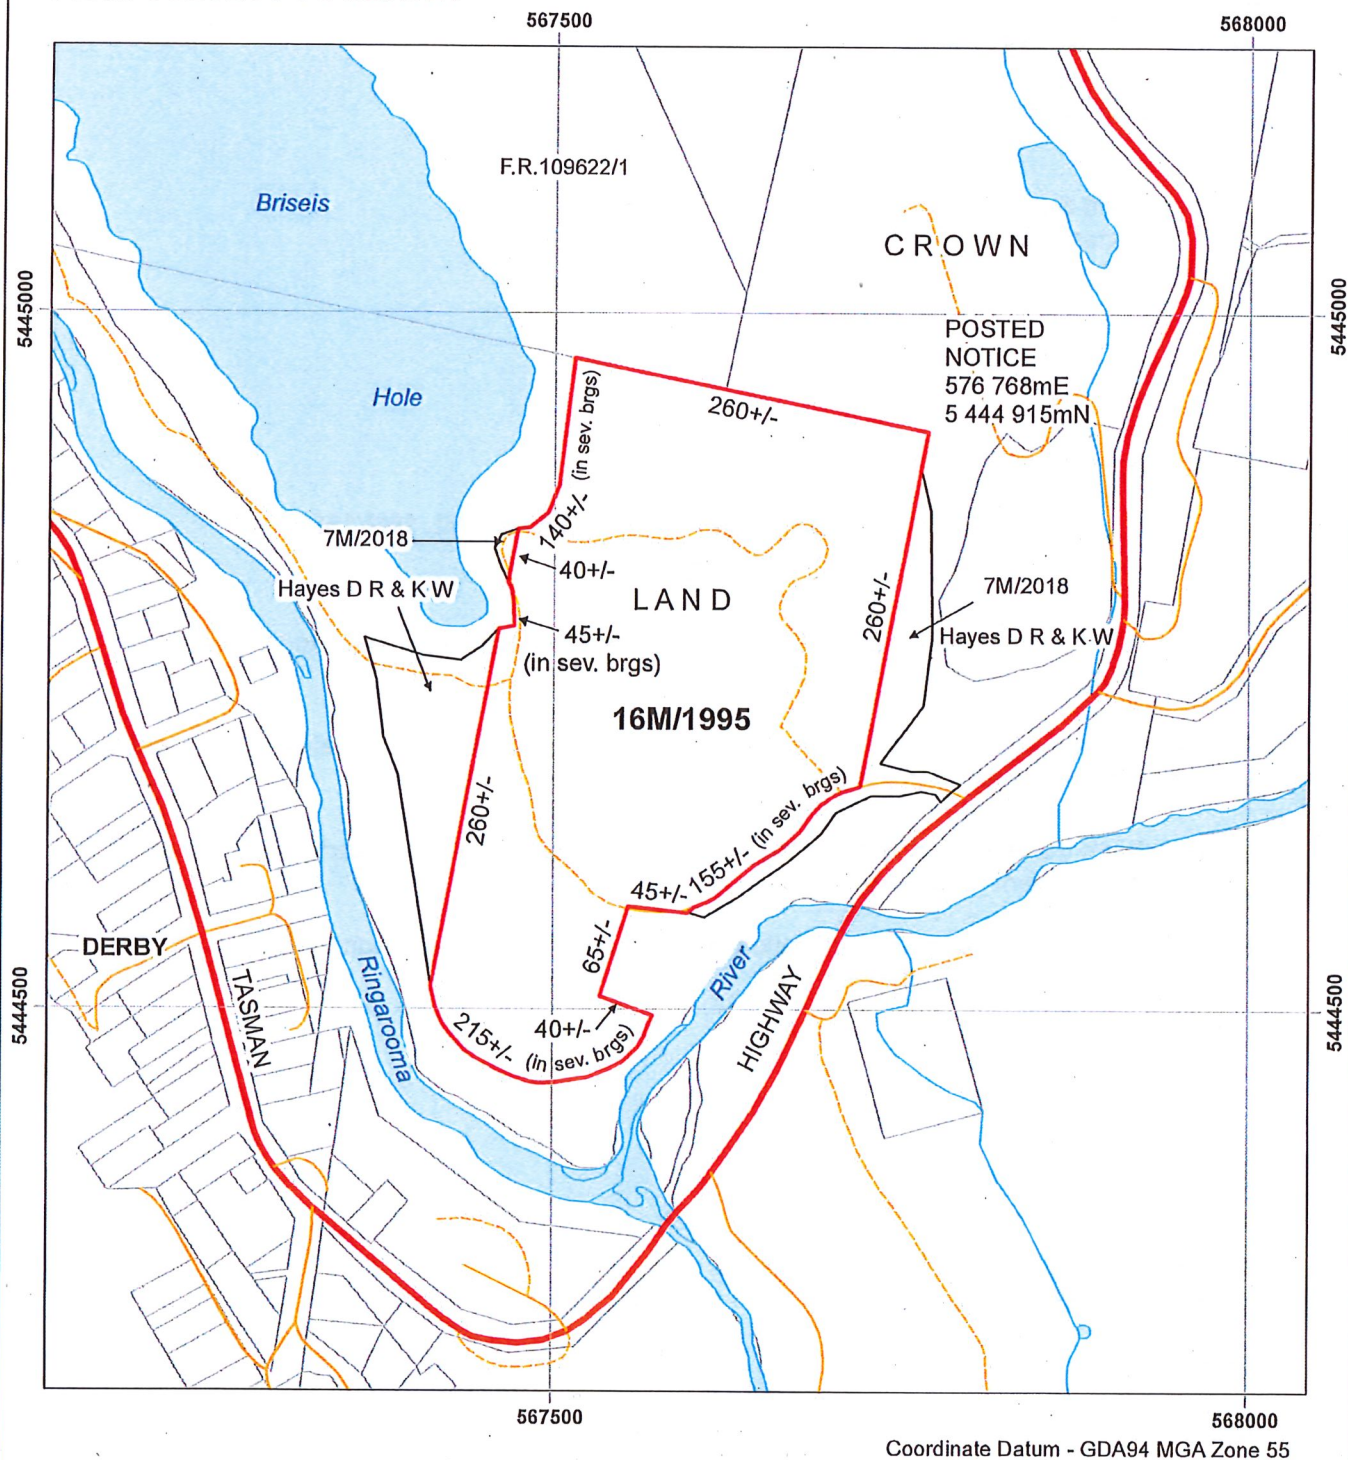 567500
568000
F.R.109622/1
Briseis
CROWN
5445000
5445000
POSTED
NOTICE
576 768mE
5 444 915mN
Hole
260+/-
140+/- (in sev. brgs)
7M/2018
40+/-
Hayes D R & K W
LAND
7M/2018
260+/-
45+/-
(in sev. brgs)
Hayes D R & K W
16M/1995
260+/-
155+/- (in sev. brgs)
45+/-
65+/-
DERBY
TASMAN
Ringarooma
River
HIGHWAY
5444500
5444500
215+/- (in sev. brgs)
40+/-
567500
568000
Coordinate Datum - GDA94 MGA Zone 55